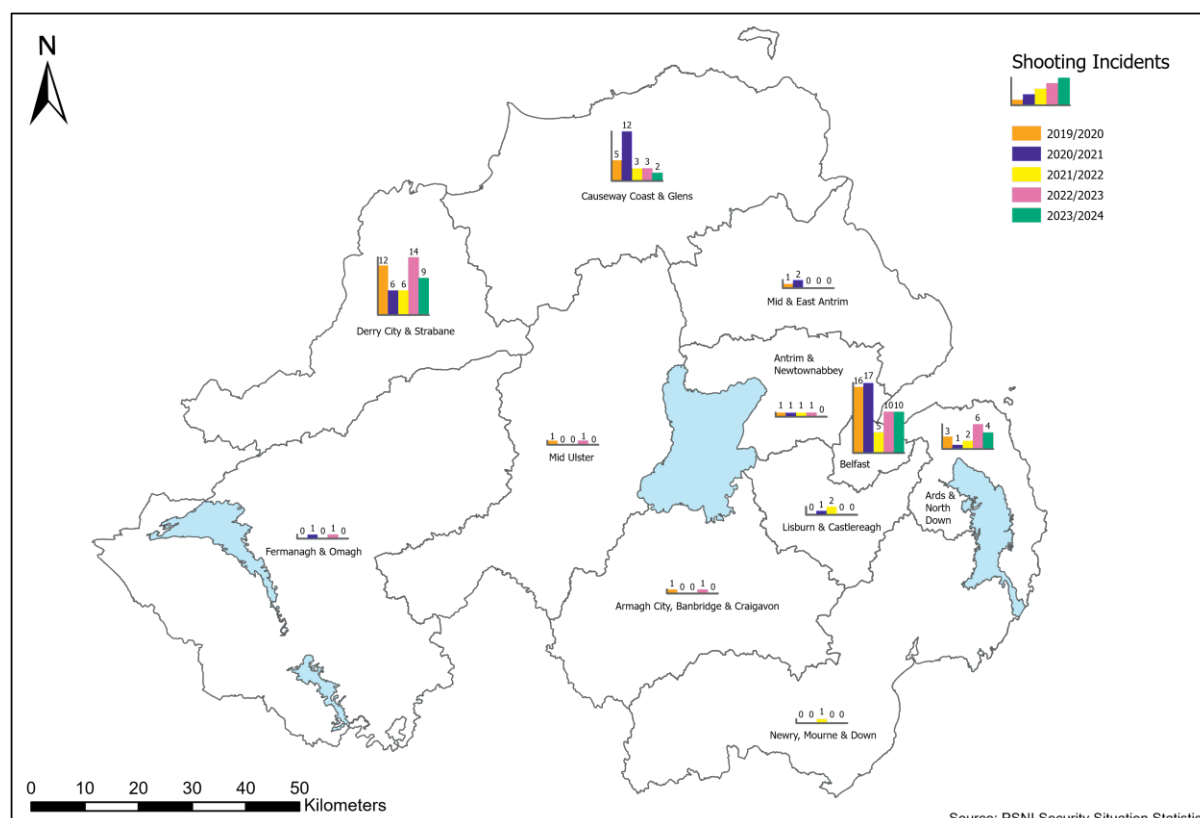 N
Shooting Incidents
2019/2020
2020/2021
2021/2022
2022/2023
2023/2024
5 12 3 3 2
Causeway Coast & Glens
12 6 6 14 9
Derry City & Strabane
1 2 0 0 0
Mid & East Antrim
Antrim &
Newtownabbey
1 1 1 1 0
16 17 5 10 10
Belfast
3 1 2 6 4
Ards &
North
Down
1 0 0 1 0
Mid Ulster
0 1 2 0 0
Lisburn & Castlereagh
0 1 0 1 0
Fermanagh & Omagh
1 0 0 1 0
Armagh City, Banbridge & Craigavon
0 0 1 0 0
Newry, Mourne & Down
0 10 20 30 40 50
Kilometers
Source: PSNI Security Situation